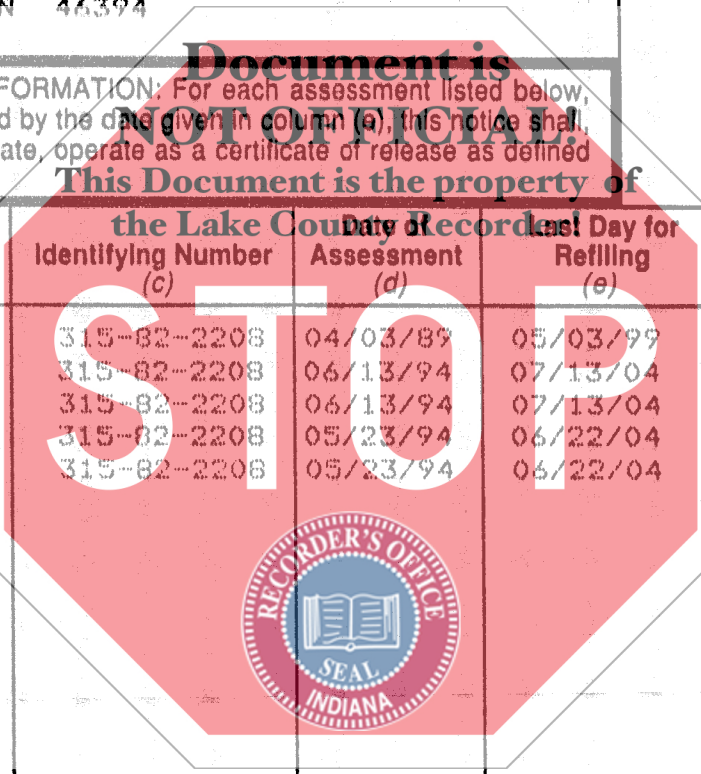 N 46394
Document is
FORMATION: For each assessment listed below,
NOT OFFICIAL!
d by the date given in column (e), this notice shall,
ate, operate as a certificate of release as defined
This Document is the property of
the Lake County Recorder!
Identifying Number
(c)
Date of
Assessment
(d)
Last Day for
Refiling
(e)
315-82-2208 04/03/89 05/03/99
315-82-2208 06/13/94 07/13/04
315-82-2208 06/13/94 07/13/04
315-82-2208 05/23/94 06/22/04
315-82-2208 05/23/94 06/22/04
STOP
RECORDER'S OFFICE
SEAL
INDIANA